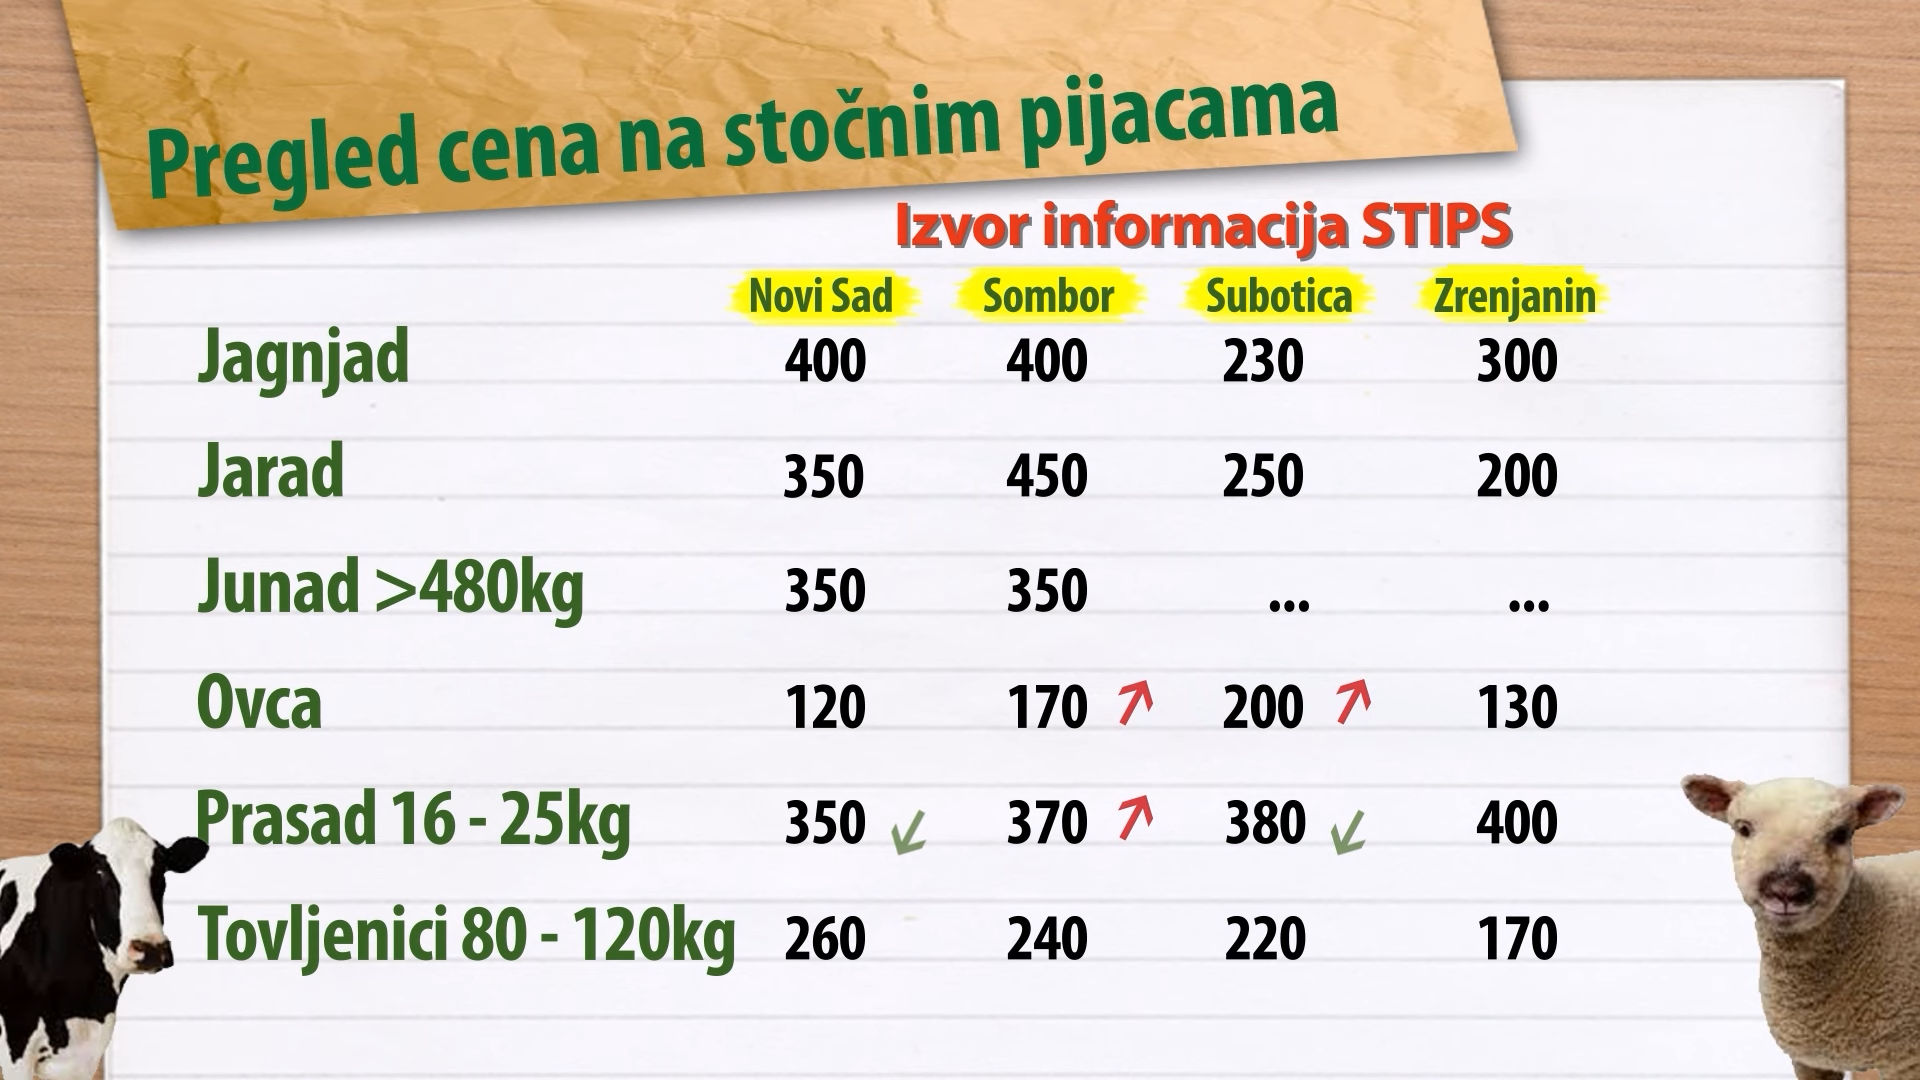 Pregled cena na stočnim pijacama
Izvor informacija STIPS
Novi Sad Sombor Subotica Zrenjanin
Jagnjad 400 400 230 300
Jarad 350 450 250 200
Junad >480kg 350 350 ... ...
Ovca 120 170 200 130
Prasad 16 - 25kg 350 370 380 400
Tovljenici 80 - 120kg 260 240 220 170